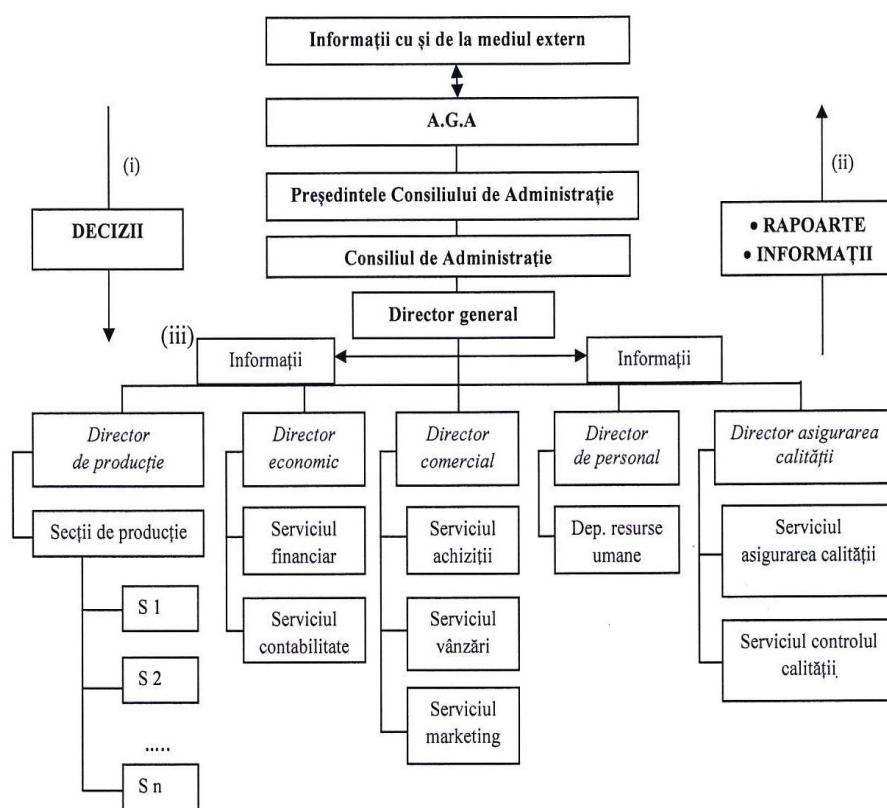 Informații cu și de la mediul extern
A.G.A
(i)
(ii)
Președintele Consiliului de Administrație
DECIZII
• RAPOARTE
• INFORMAȚII
Consiliul de Administrație
Director general
(iii)
Informații
Informații
Director
de producție
Director
economic
Director
comercial
Director
de personal
Director asigurarea
calității
Secții de producție
Serviciul
financiar
Serviciul
achiziții
Dep. resurse
umane
Serviciul
asigurarea calității
S 1
Serviciul
contabilitate
Serviciul
vânzări
Serviciul controlul
calității
S 2
Serviciul
marketing
.....
S n